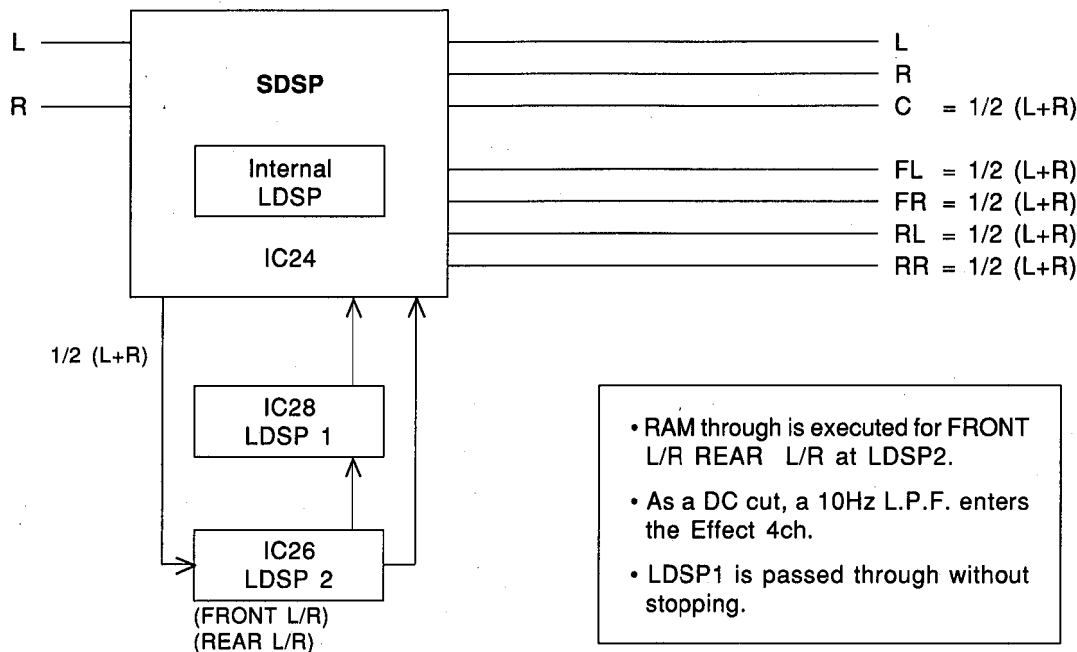 L
R
SDSP
Internal
LDSP
IC24
L
R
C = 1/2 (L+R)
FL = 1/2 (L+R)
FR = 1/2 (L+R)
RL = 1/2 (L+R)
RR = 1/2 (L+R)
1/2 (L+R)
IC28
LDSP 1
IC26
LDSP 2
(FRONT L/R)
(REAR L/R)
• RAM through is executed for FRONT
L/R REAR L/R at LDSP2.
• As a DC cut, a 10Hz L.P.F. enters
the Effect 4ch.
• LDSP1 is passed through without
stopping.